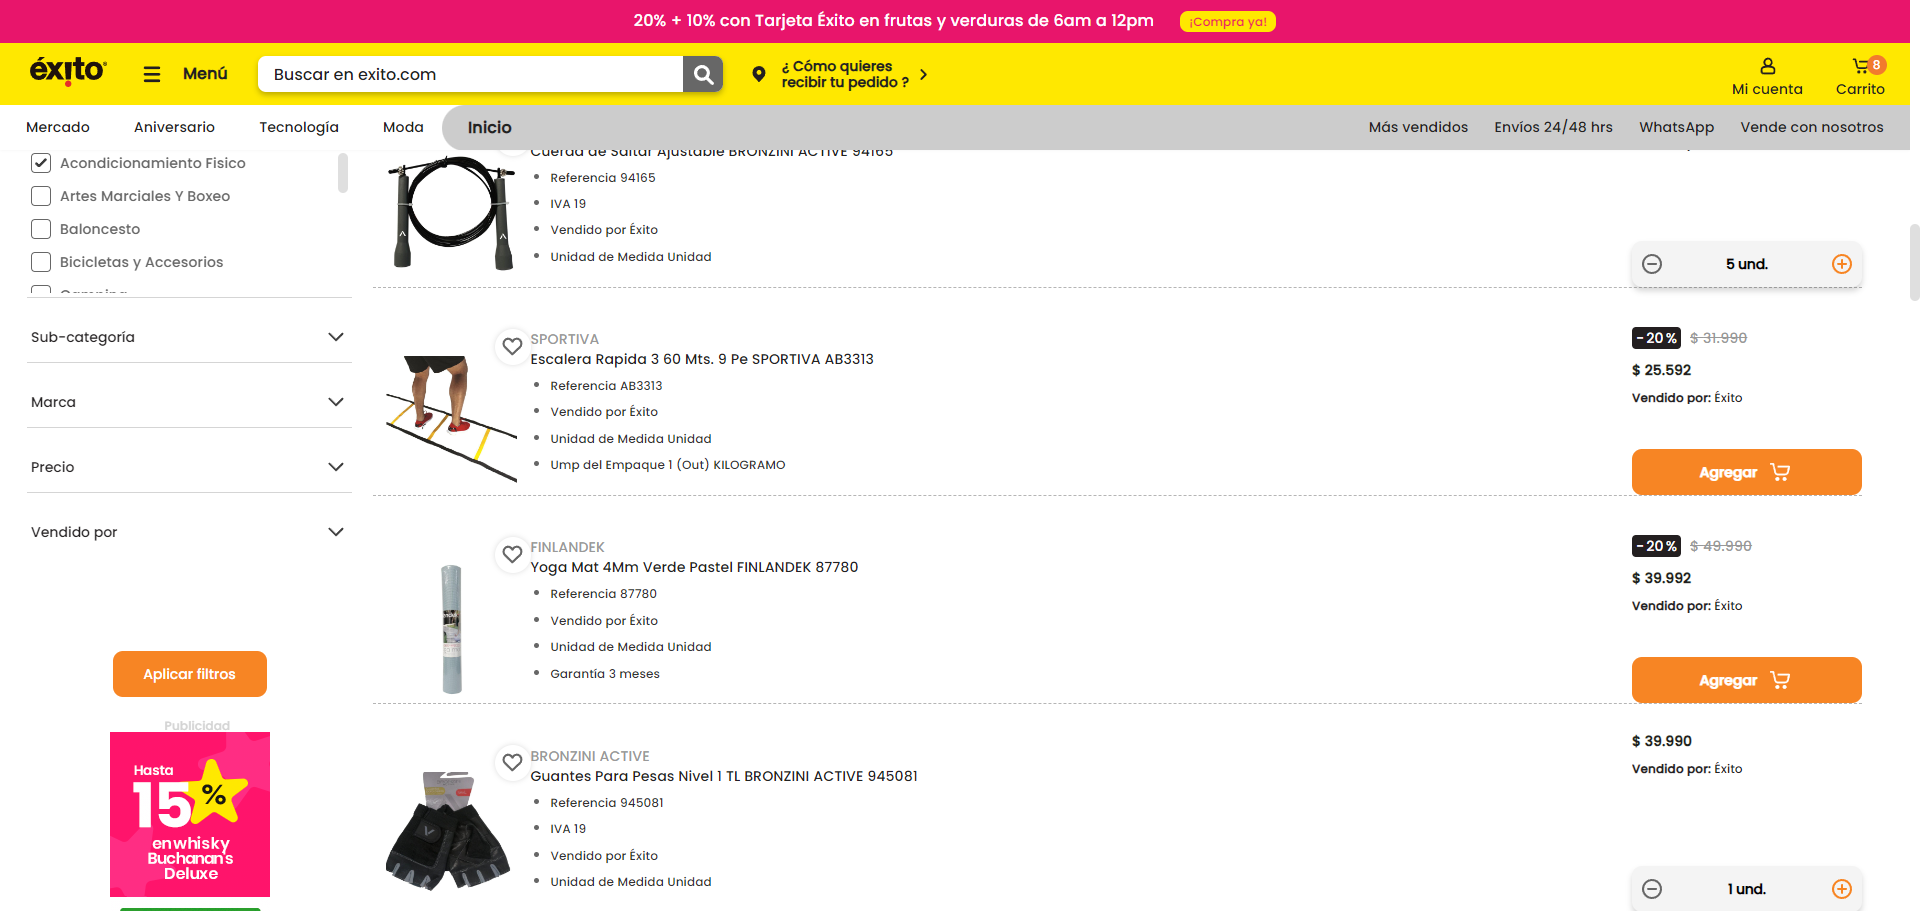 20% + 10% con Tarjeta Éxito en frutas y verduras de 6am a 12pm
¡Compra ya!
éxito
Menú
Buscar en exito.com
¿ Cómo quieres
recibir tu pedido ?
Mi cuenta
8
Carrito
Mercado
Aniversario
Tecnología
Moda
Inicio
Más vendidos
Envíos 24/48 hrs
WhatsApp
Vende con nosotros
Acondicionamiento Fisico
Artes Marciales Y Boxeo
Baloncesto
Bicicletas y Accesorios
Camping
Sub-categoría
Marca
Precio
Vendido por
Aplicar filtros
Publicidad
Hasta
15%
en whisky
Buchanan's
Deluxe
Cuerda de Saltar Ajustable BRONZINI ACTIVE 94165
Referencia 94165
IVA 19
Vendido por Éxito
Unidad de Medida Unidad
5 und.
SPORTIVA
Escalera Rapida 3 60 Mts. 9 Pe SPORTIVA AB3313
Referencia AB3313
Vendido por Éxito
Unidad de Medida Unidad
Ump del Empaque 1 (Out) KILOGRAMO
- 20 %
$ 31.990
$ 25.592
Vendido por: Éxito
Agregar
FINLANDEK
Yoga Mat 4Mm Verde Pastel FINLANDEK 87780
Referencia 87780
Vendido por Éxito
Unidad de Medida Unidad
Garantía 3 meses
- 20 %
$ 49.990
$ 39.992
Vendido por: Éxito
Agregar
BRONZINI ACTIVE
Guantes Para Pesas Nivel 1 TL BRONZINI ACTIVE 945081
Referencia 945081
IVA 19
Vendido por Éxito
Unidad de Medida Unidad
$ 39.990
Vendido por: Éxito
1 und.